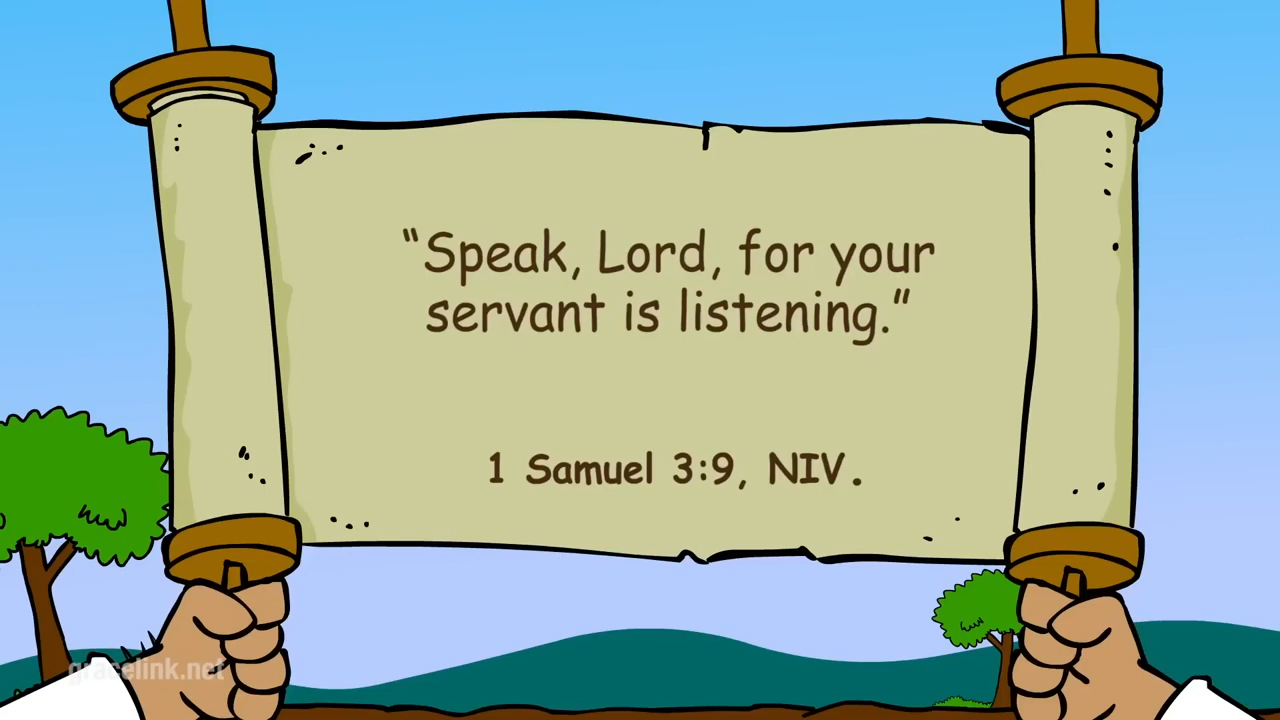 “Speak, Lord, for your
servant is listening.”
1 Samuel 3:9, NIV.
gracelink.net